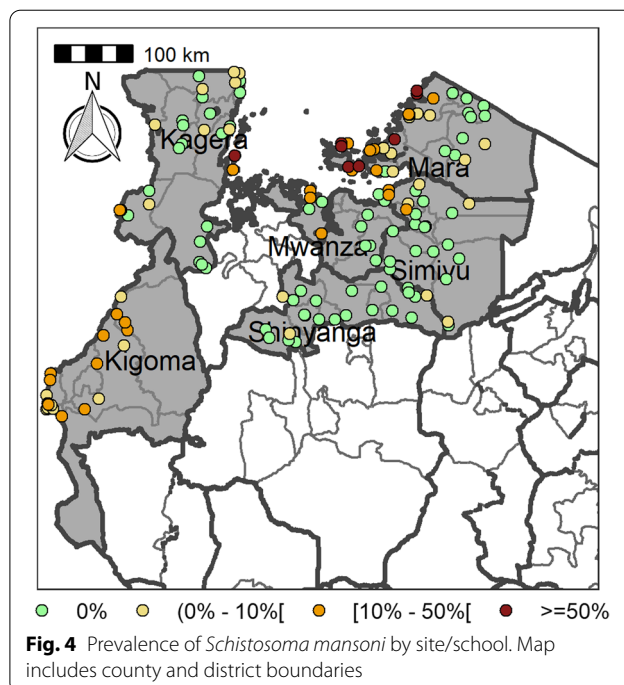 100 km
N
Kagera
Mara
Mwanza
Simiyu
Shinyanga
Kigoma
0% (0% - 10%[ [10% - 50%[ >=50%
Fig. 4 Prevalence of Schistosoma mansoni by site/school. Map
includes county and district boundaries